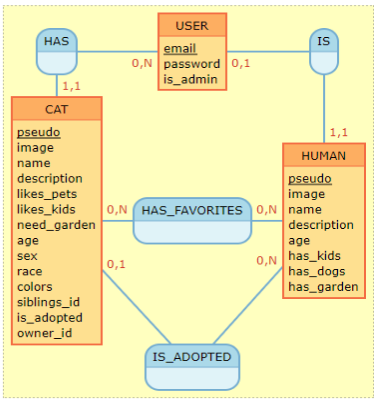 HAS
USER
IS
email
password
is_admin
0,N
0,1
1,1
1,1
CAT
pseudo
image
name
description
likes_pets
likes_kids
need_garden
age
sex
race
colors
siblings_id
is_adopted
owner_id
HUMAN
pseudo
image
name
description
age
has_kids
has_dogs
has_garden
0,N
HAS_FAVORITES
0,N
0,1
0,N
IS_ADOPTED